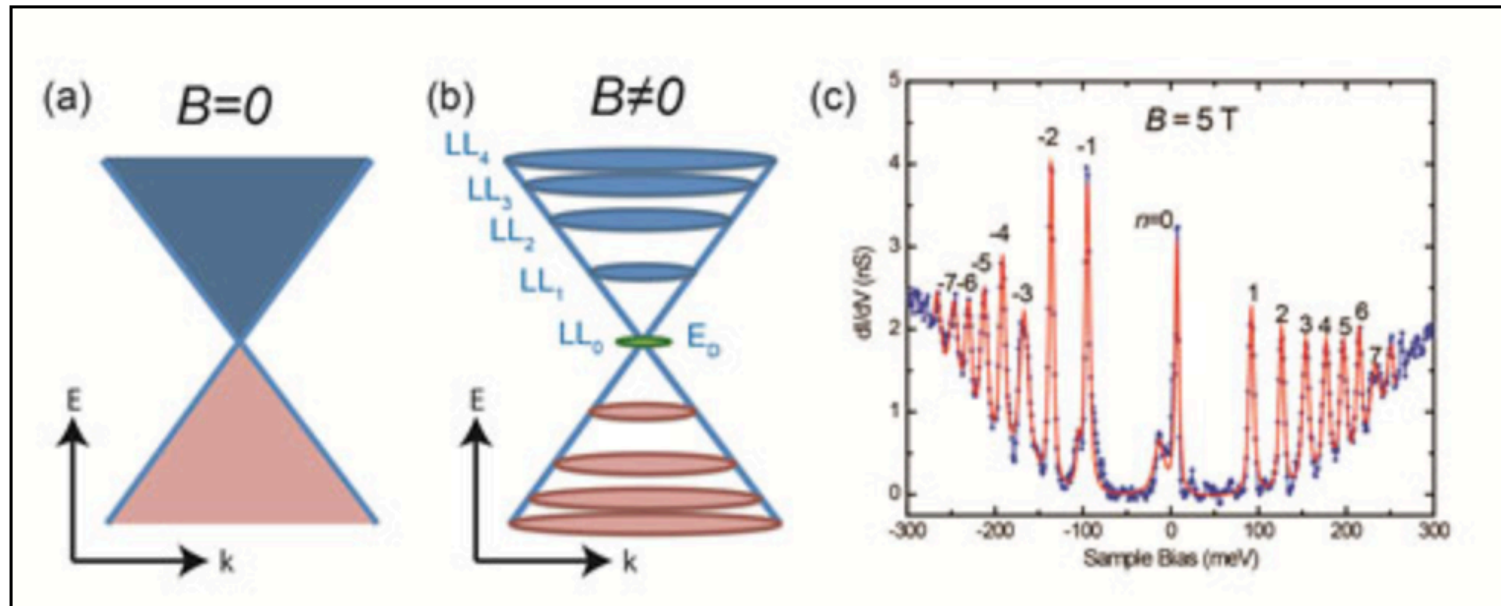 (a)
B=0
E
k
(b)
B≠0
LL₄
LL₃
LL₂
LL₁
LL₀
E_D
E
k
(c)
B = 5 T
5
4
3
2
1
0
dI/dV (nS)
-7
-6
-5
-4
-3
-2
-1
n=0
1
2
3
4
5
6
7
-300
-200
-100
0
100
200
300
Sample Bias (meV)